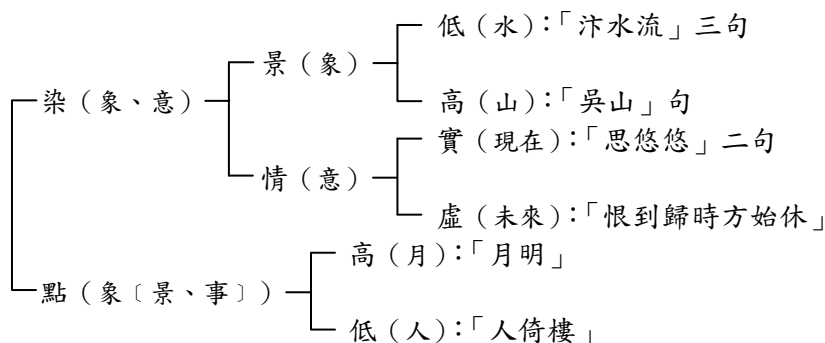 低（水）：「汴水流」三句
景（象）
高（山）：「吳山」句
染（象、意）
實（現在）：「思悠悠」二句
情（意）
虛（未來）：「恨到歸時方始休」
高（月）：「月明」
點（象﹝景、事﹞）
低（人）：「人倚樓」